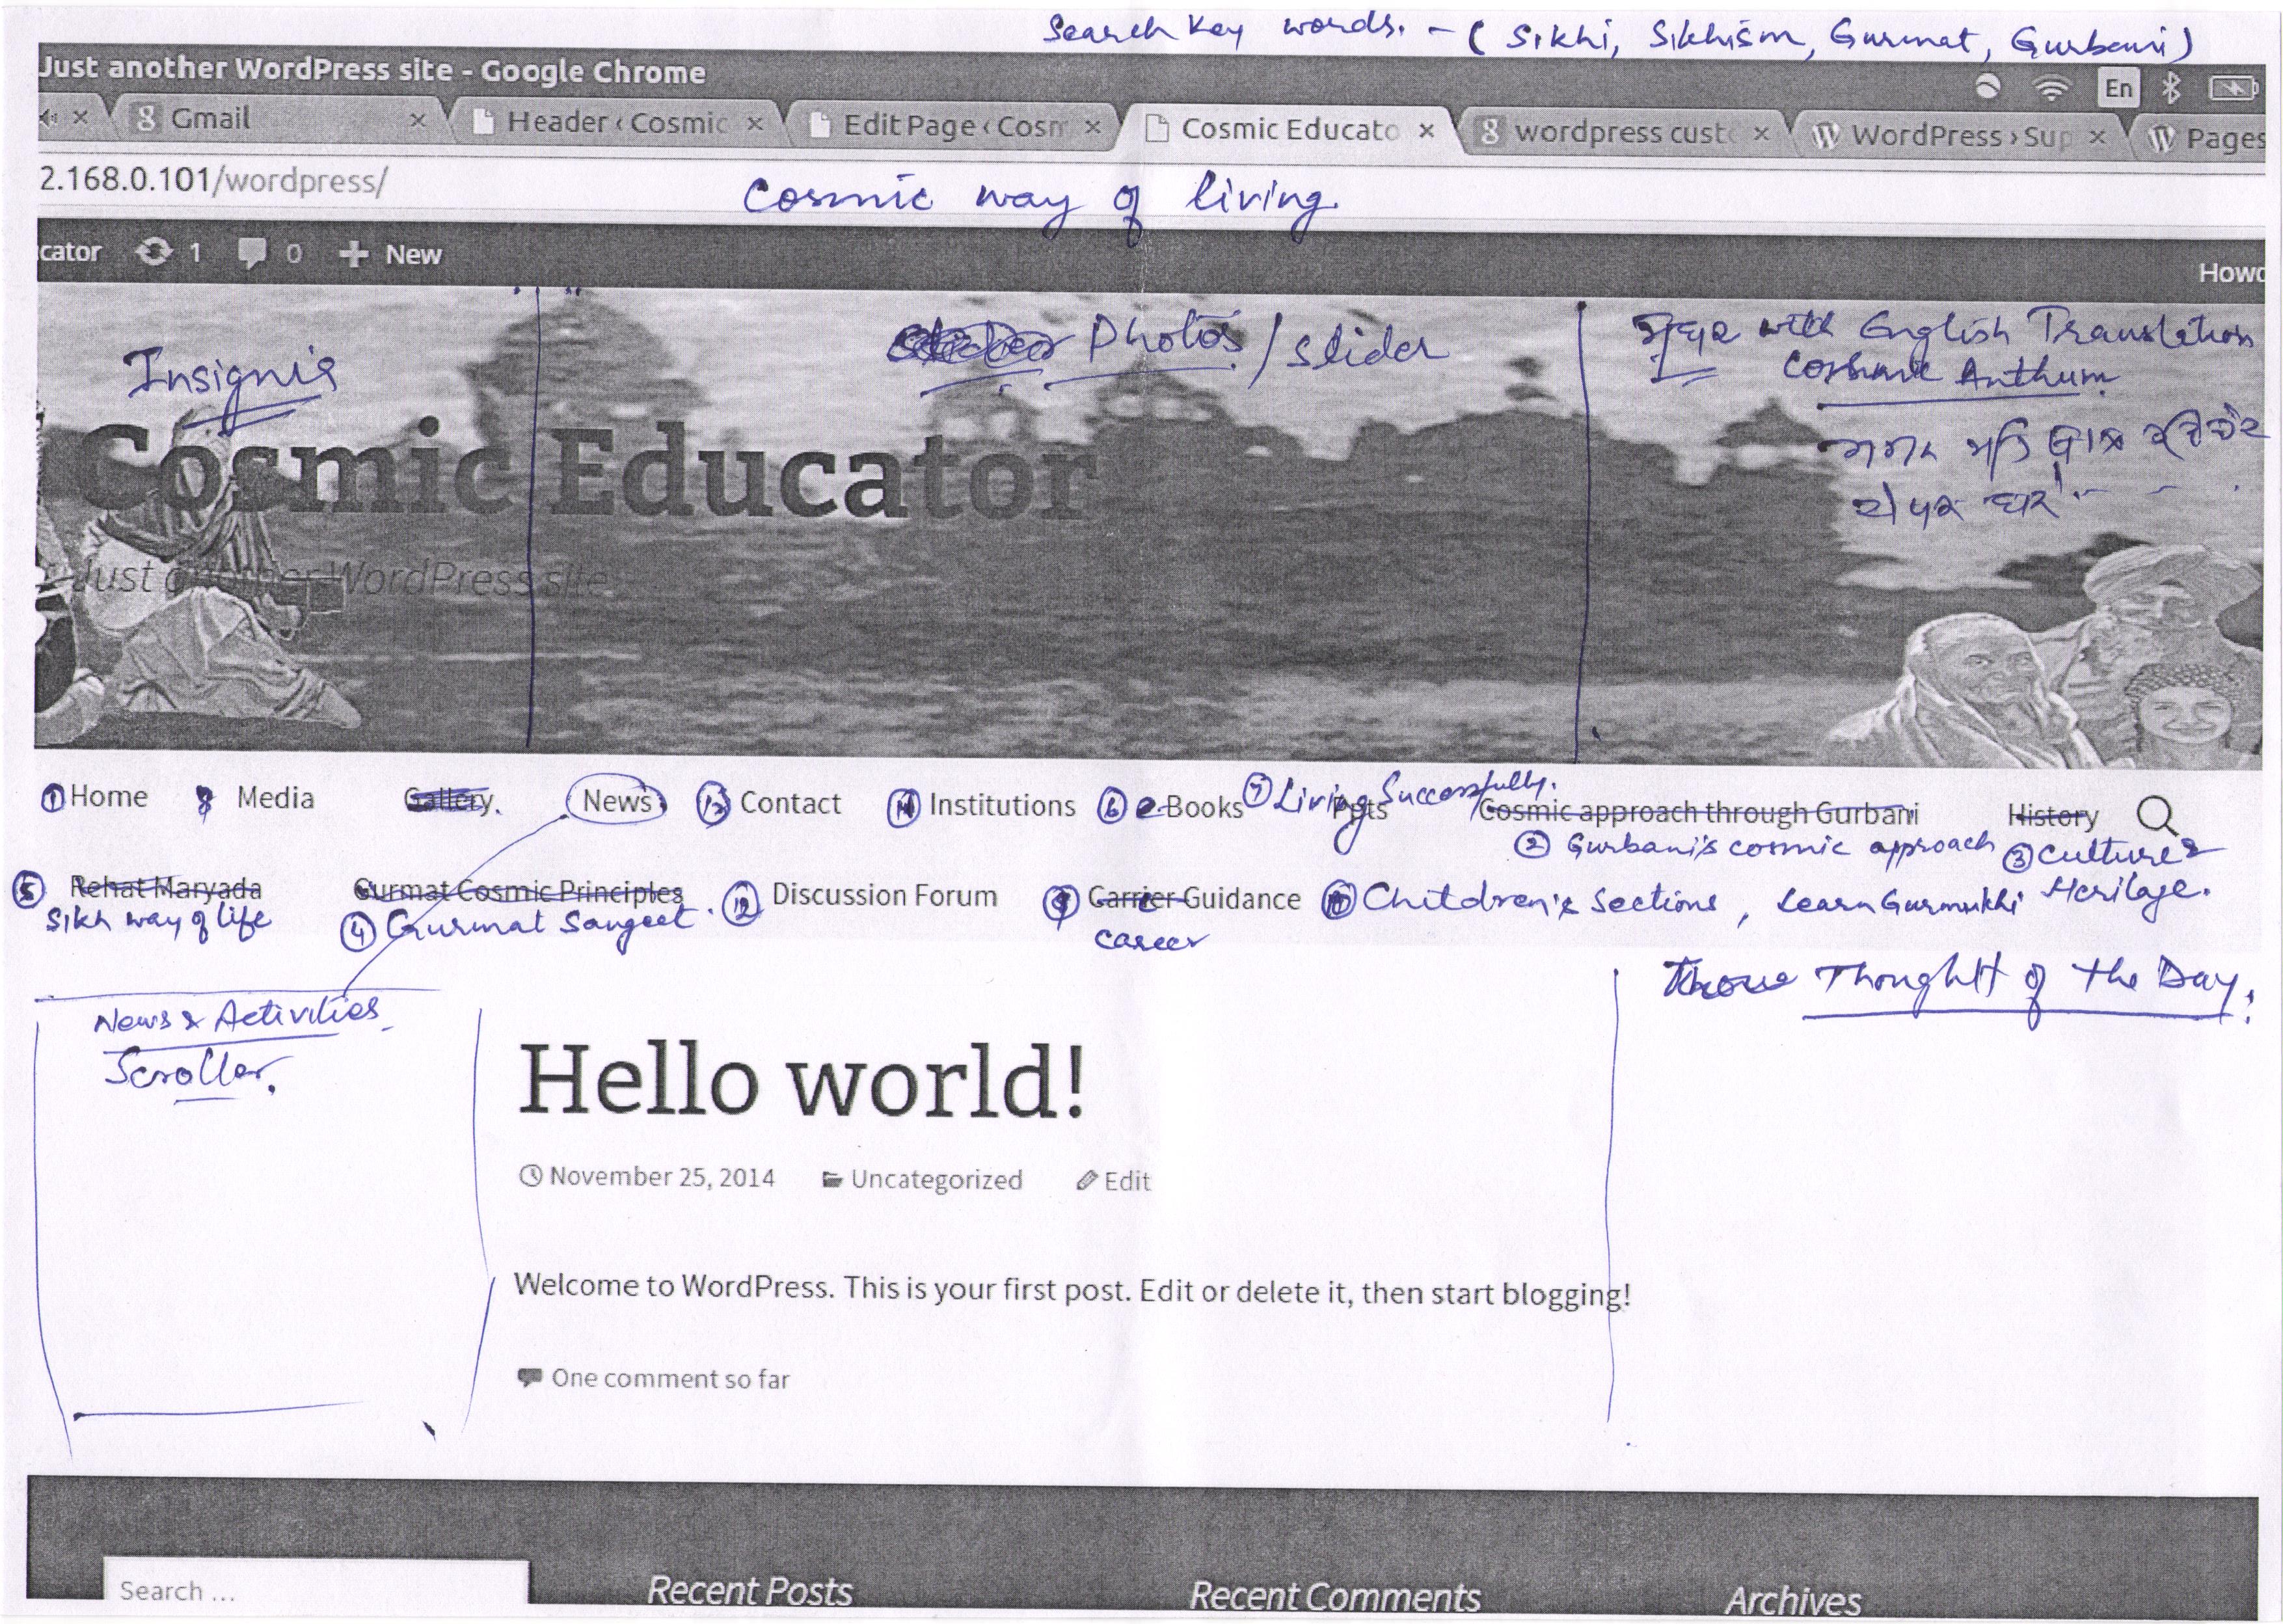 Search key words. - ( Sikhi, Sikhism, Gurmat, Gurbani)
Just another WordPress site - Google Chrome
En
Gmail Header ‹ Cosmic Edit Page ‹ Cosm Cosmic Educato wordpress custo WordPress › Sup Pages
2.168.0.101/wordpress/
Cosmic way of living.
cator 1 0 New Howd
Insignia
Photos / slider
with English Translation
Cosmic Anthum
ਗਗਨ ਮਹਿ ਥਾਲ ਰਵਿ ਚੰਦ
Cosmic Educator
Just another WordPress site
① Home 8 Media Gallery. News ⑬ Contact Institutions ⑥ e-Books ⑦ Living Successfully. Ppts Cosmic approach through Gurbani History
② Gurbani's cosmic approach ③ Culture & Heritage.
⑤ Rehat Maryada Gurmat Cosmic Principles ⑫ Discussion Forum ⑨ Carrier Guidance ⑩ Children's Sections, Learn Gurmukhi
Sikh way of life ④ Gurmat Sangeet. career
Thought of the Day.
News & Activities
Scroller.
Hello world!
November 25, 2014 Uncategorized Edit
Welcome to WordPress. This is your first post. Edit or delete it, then start blogging!
One comment so far
Search ... Recent Posts Recent Comments Archives